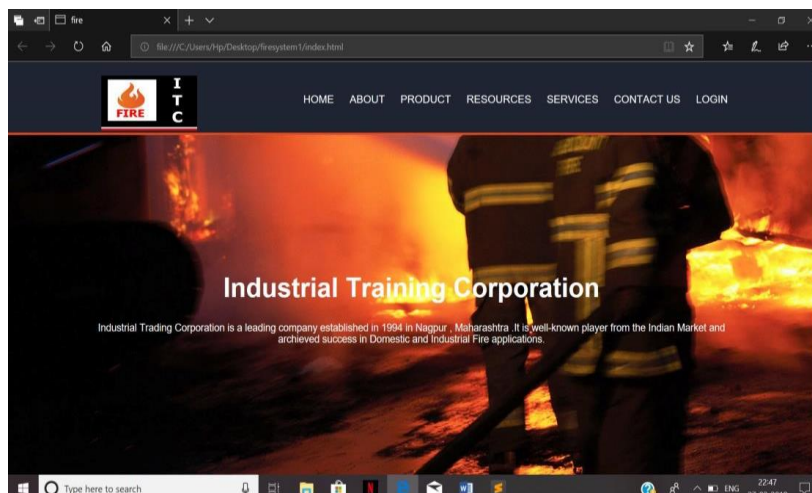 fire
file:///C:/Users/Hp/Desktop/firesystem1/index.html
FIRE
I
T
C
HOME ABOUT PRODUCT RESOURCES SERVICES CONTACT US LOGIN
Industrial Training Corporation
Industrial Trading Corporation is a leading company established in 1994 in Nagpur , Maharashtra .It is well-known player from the Indian Market and
archieved success in Domestic and Industrial Fire applications.
Type here to search
ENG
22:47